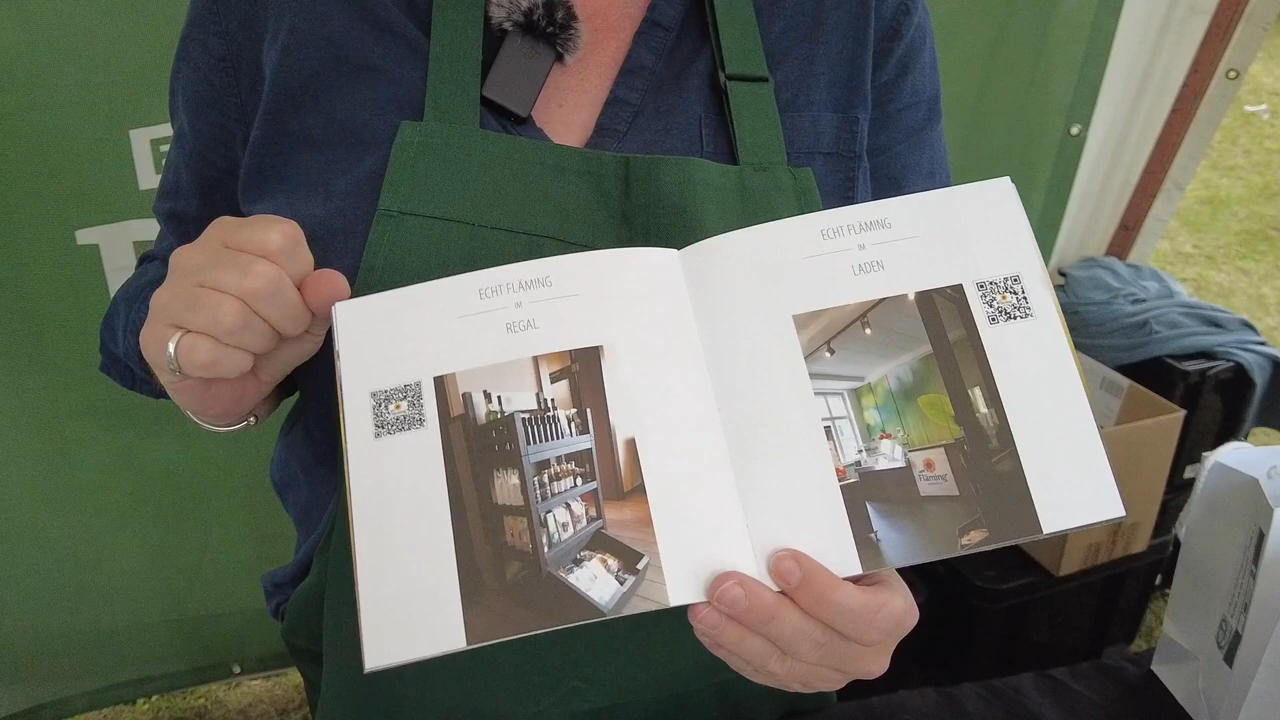 ECHT FLÄMING
IM
REGAL
ECHT FLÄMING
IM
LADEN
Fläming